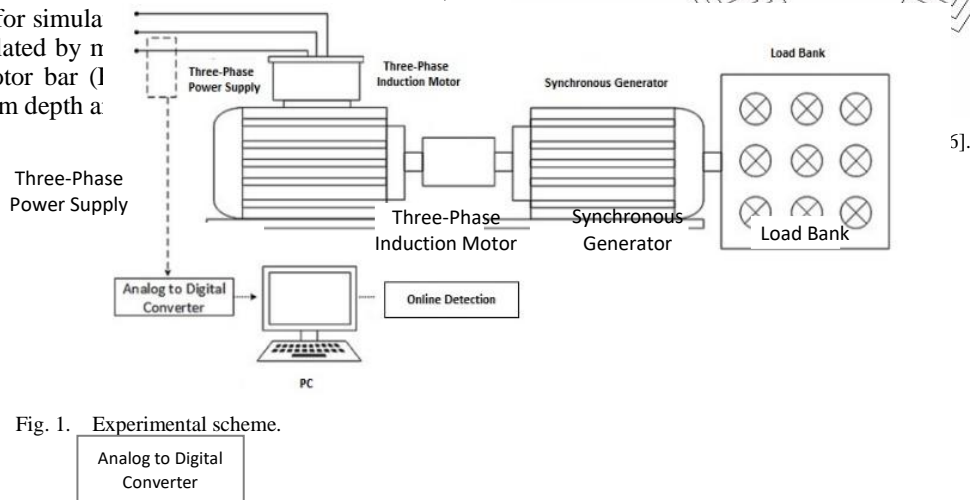 for simula
lated by m
otor bar (
m depth a
6].
Load Bank
Three-Phase
Power Supply
Three-Phase
Induction Motor
Synchronous Generator
Three-Phase
Power Supply
Three-Phase
Induction Motor
Synchronous
Generator
Load Bank
Analog to Digital
Converter
Online Detection
PC
Fig. 1. Experimental scheme.
Analog to Digital
Converter